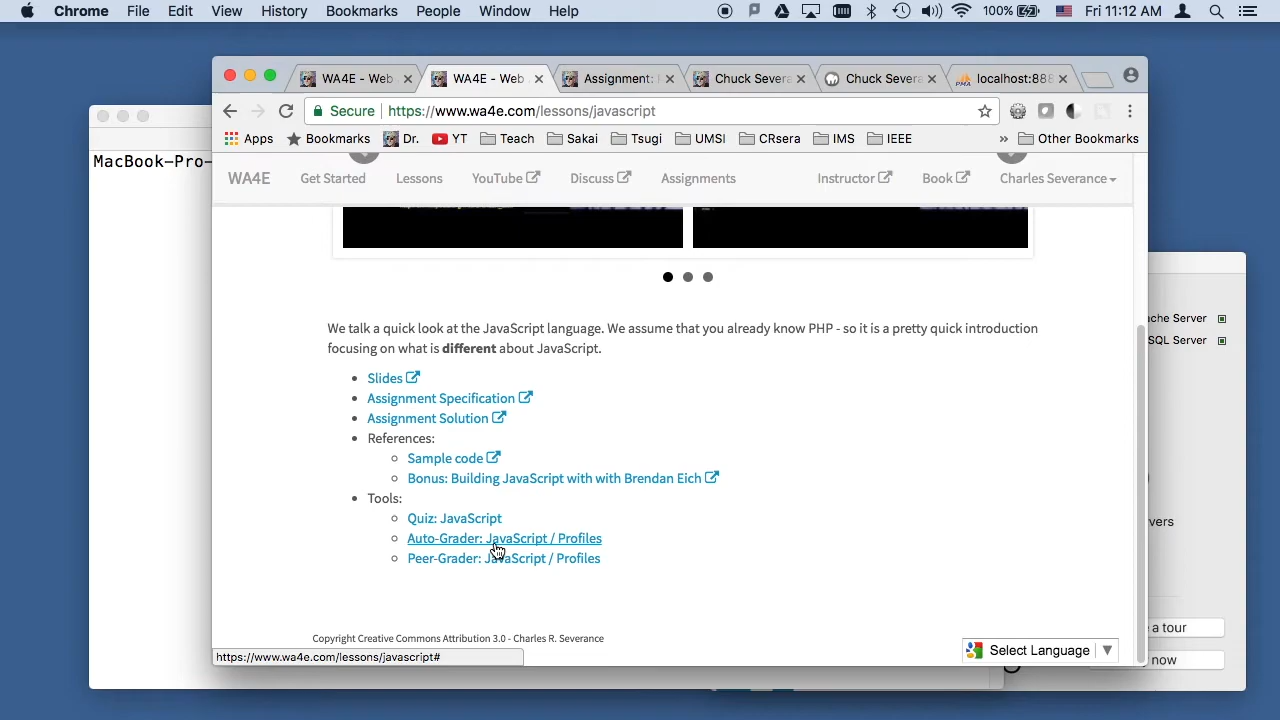 Chrome File Edit View History Bookmarks People Window Help 100% Fri 11:12 AM
WA4E - Web WA4E - Web Assignment: Chuck Severa Chuck Severa localhost:888
Secure https://www.wa4e.com/lessons/javascript
Apps Bookmarks Dr. YT Teach Sakai Tsugi UMSI CRsera IMS IEEE » Other Bookmarks
MacBook-Pro-
WA4E Get Started Lessons YouTube Discuss Assignments Instructor Book Charles Severance
We talk a quick look at the JavaScript language. We assume that you already know PHP - so it is a pretty quick introduction
focusing on what is different about JavaScript.
Slides
Assignment Specification
Assignment Solution
References:
Sample code
Bonus: Building JavaScript with with Brendan Eich
Tools:
Quiz: JavaScript
Auto-Grader: JavaScript / Profiles
Peer-Grader: JavaScript / Profiles
Copyright Creative Commons Attribution 3.0 - Charles R. Severance
https://www.wa4e.com/lessons/javascript#
Select Language ▼
che Server
SQL Server
vers
a tour
now